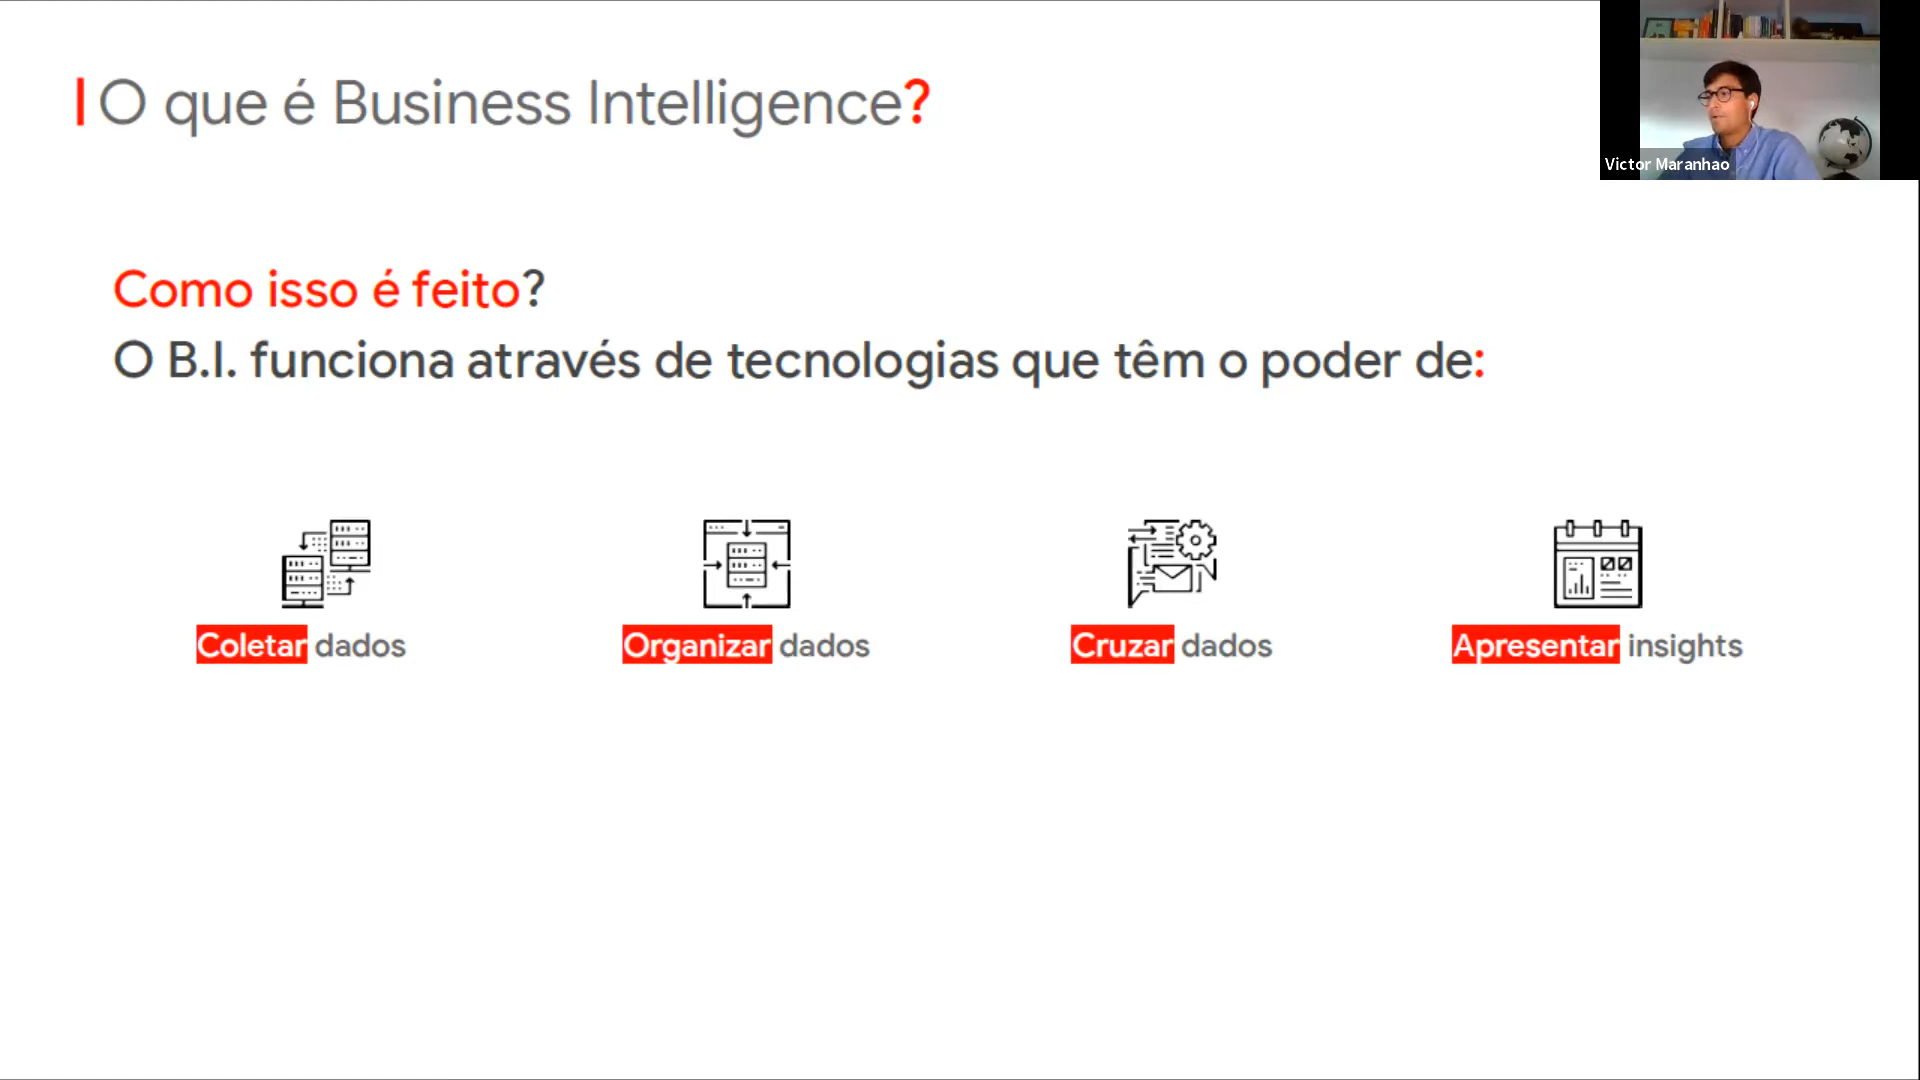 O que é Business Intelligence?
Victor Maranhao
Como isso é feito?
O B.I. funciona através de tecnologias que têm o poder de:
Coletar dados
Organizar dados
Cruzar dados
Apresentar insights